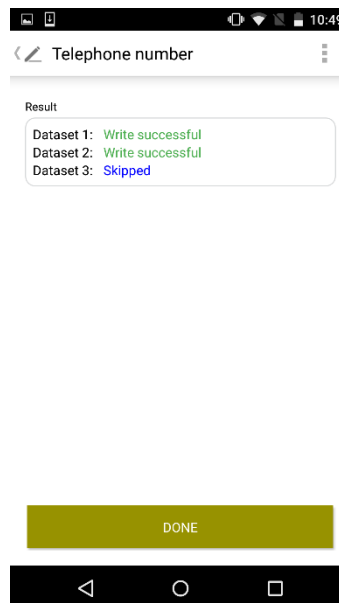 10:49
Telephone number
Result
Dataset 1: Write successful
Dataset 2: Write successful
Dataset 3: Skipped
DONE